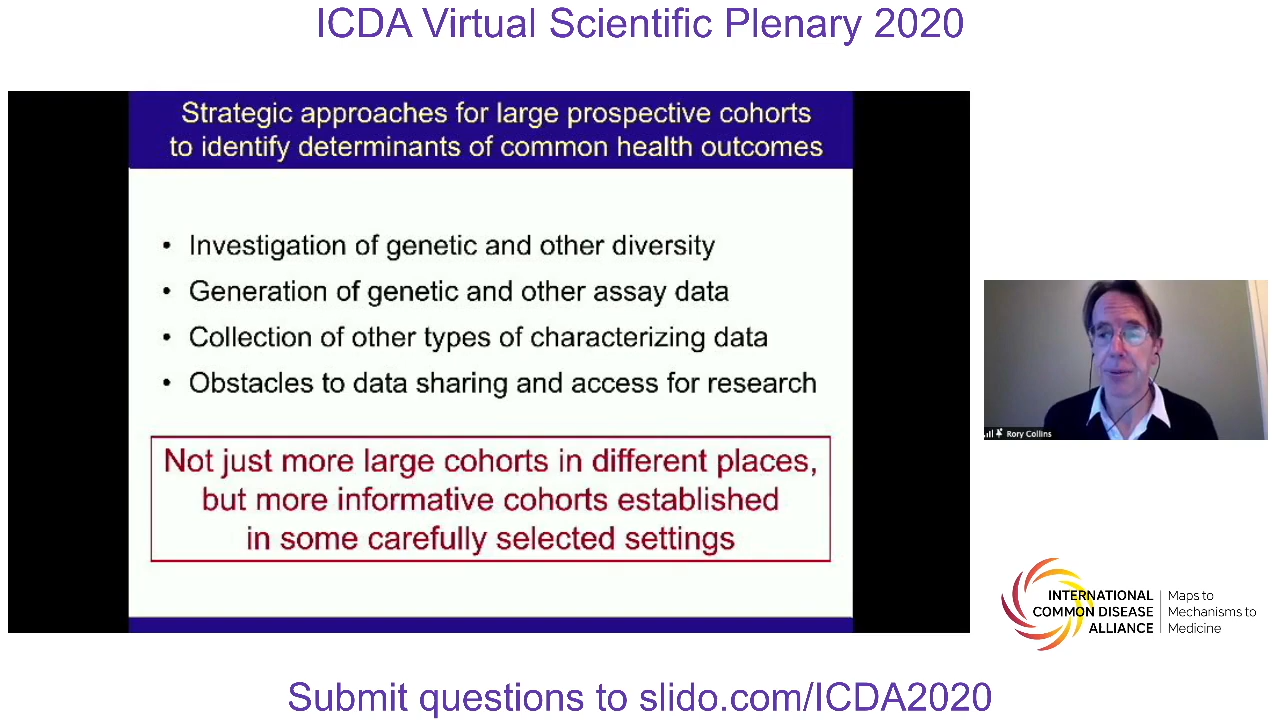 ICDA Virtual Scientific Plenary 2020
Strategic approaches for large prospective cohorts
to identify determinants of common health outcomes
• Investigation of genetic and other diversity
• Generation of genetic and other assay data
• Collection of other types of characterizing data
• Obstacles to data sharing and access for research
Not just more large cohorts in different places,
but more informative cohorts established
in some carefully selected settings
Rory Collins
INTERNATIONAL
COMMON DISEASE
ALLIANCE
Maps to
Mechanisms to
Medicine
Submit questions to slido.com/ICDA2020